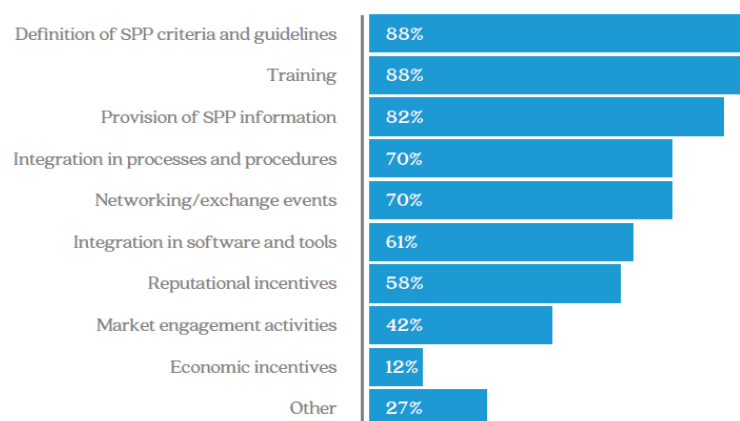 Definition of SPP criteria and guidelines 88%
Training 88%
Provision of SPP information 82%
Integration in processes and procedures 70%
Networking/exchange events 70%
Integration in software and tools 61%
Reputational incentives 58%
Market engagement activities 42%
Economic incentives 12%
Other 27%